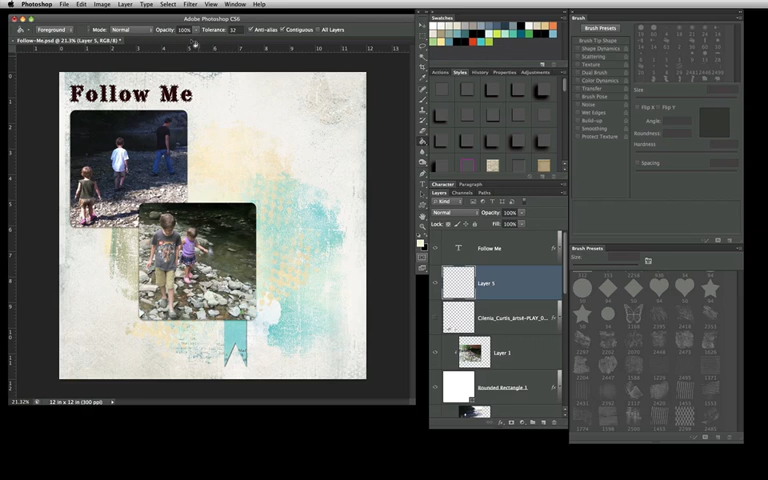 Photoshop File Edit Image Layer Type Select Filter View Window Help
Adobe Photoshop CS6
Foreground Mode: Normal Opacity: 100% Tolerance: 32 Anti-alias Contiguous All Layers
Follow-Me.psd @ 21.3% (Layer 5, RGB/8) *
Follow Me
21.32% 12 in x 12 in (300 ppi)
Swatches
Actions Styles History Properties Adjustments
Character Paragraph
Layers Channels Paths
Kind
Normal Opacity: 100%
Lock: Fill: 100%
Follow Me
Layer 5
Cilenia_Curtis_Arts8-PLAY_0...
Layer 1
Rounded Rectangle 1
Brush
Brush Presets
Brush Tip Shape
Shape Dynamics
Scattering
Texture
Dual Brush
Color Dynamics
Transfer
Brush Pose
Noise
Wet Edges
Build-up
Smoothing
Protect Texture
Size
Flip X Flip Y
Angle:
Roundness:
Hardness
Spacing
Brush Presets
Size: